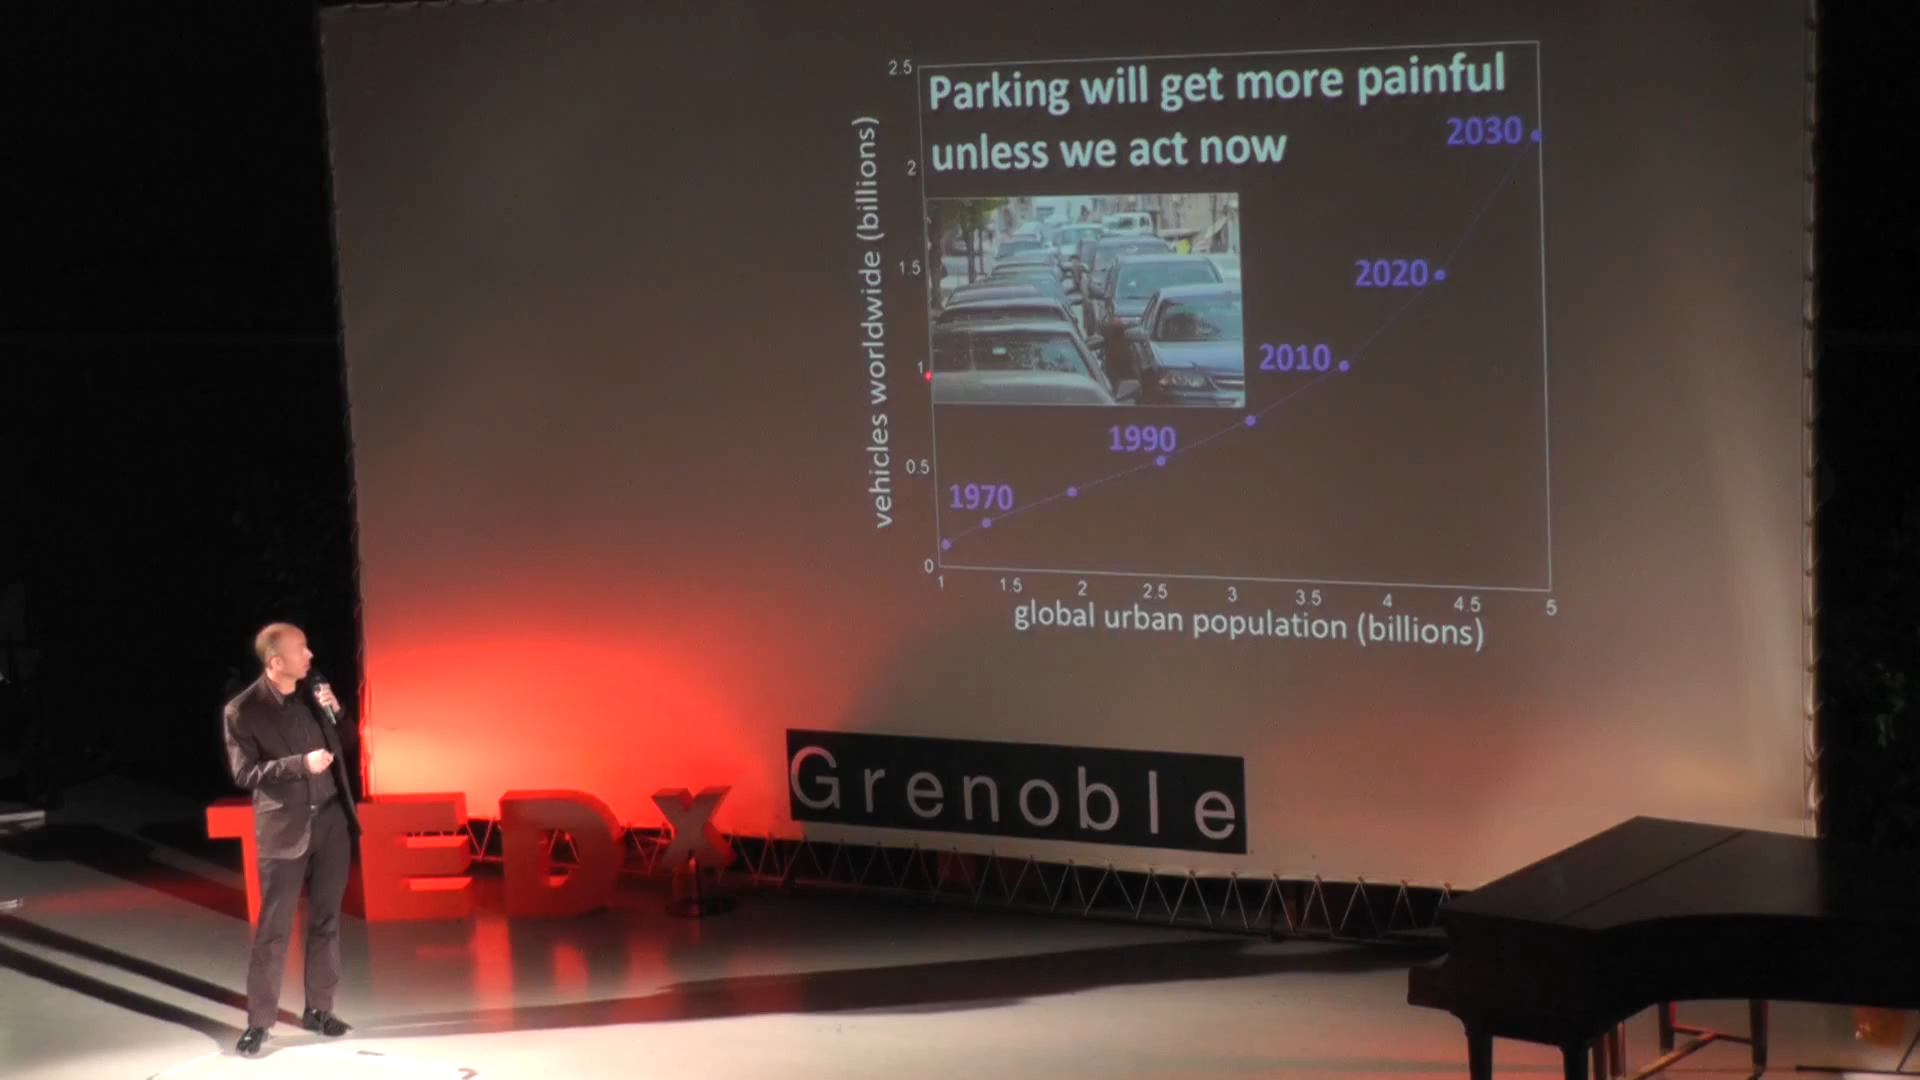 2.5
Parking will get more painful
unless we act now
2030
2
vehicles worldwide (billions)
1.5
2020
2010
1
1990
0.5
1970
0
1 1.5 2 2.5 3 3.5 4 4.5 5
global urban population (billions)
TEDx
Grenoble